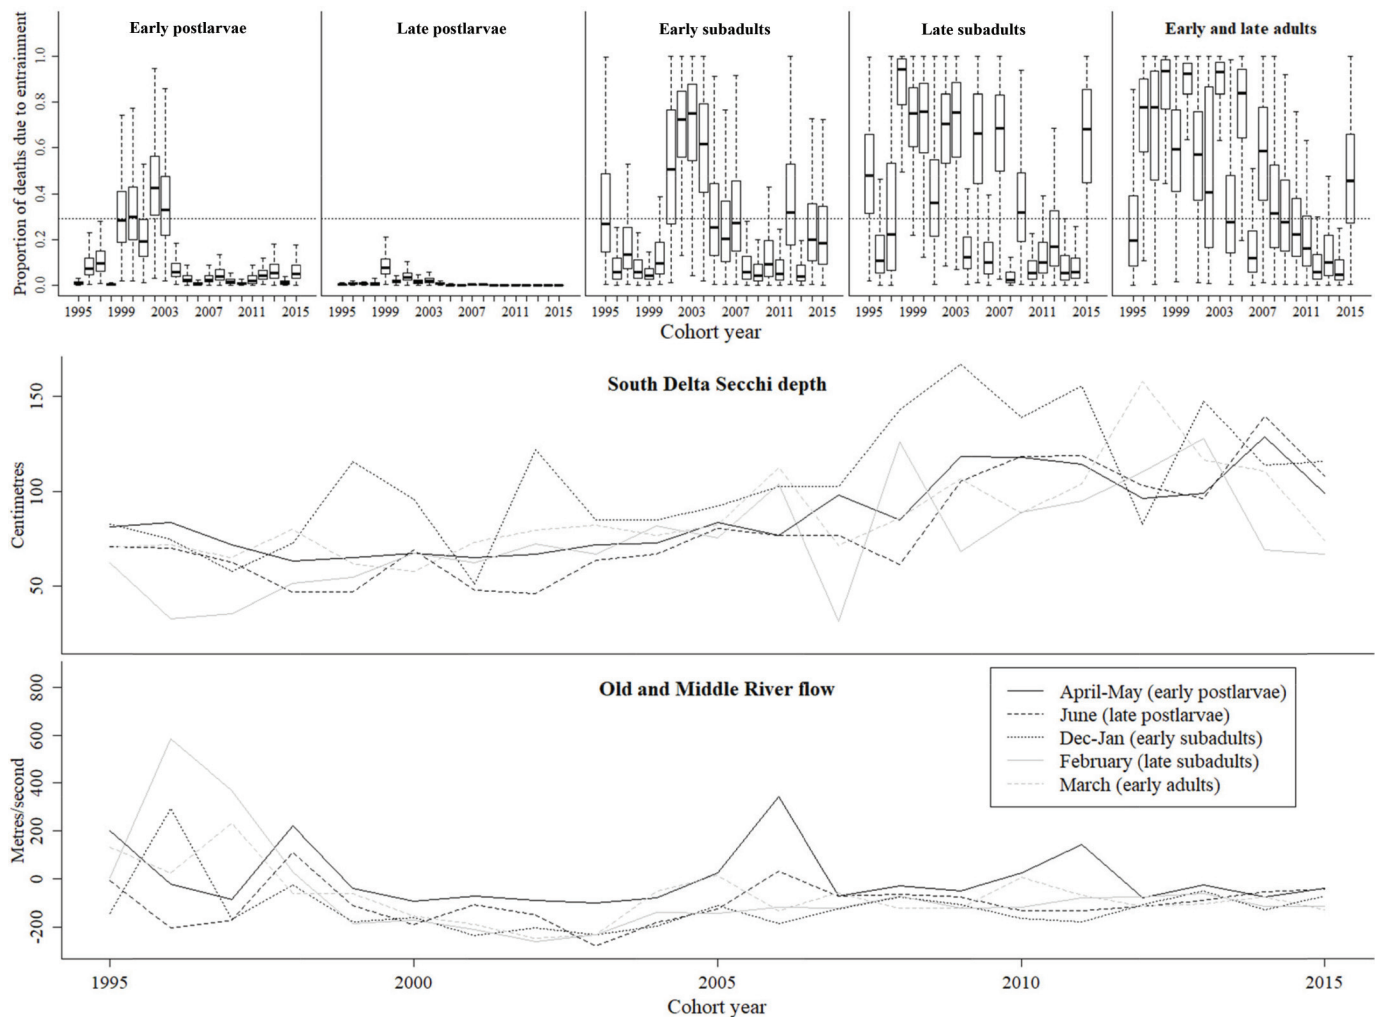 Early postlarvae
Late postlarvae
Early subadults
Late subadults
Early and late adults
Proportion of deaths due to entrainment
1.0
0.8
0.6
0.4
0.2
0.0
1995 1999 2003 2007 2011 2015
1995 1999 2003 2007 2011 2015
1995 1999 2003 2007 2011 2015
1995 1999 2003 2007 2011 2015
1995 1999 2003 2007 2011 2015
Cohort year
South Delta Secchi depth
Centimetres
150
100
50
Old and Middle River flow
Metres/second
800
600
400
200
0
-200
April-May (early postlarvae)
June (late postlarvae)
Dec-Jan (early subadults)
February (late subadults)
March (early adults)
1995 2000 2005 2010 2015
Cohort year